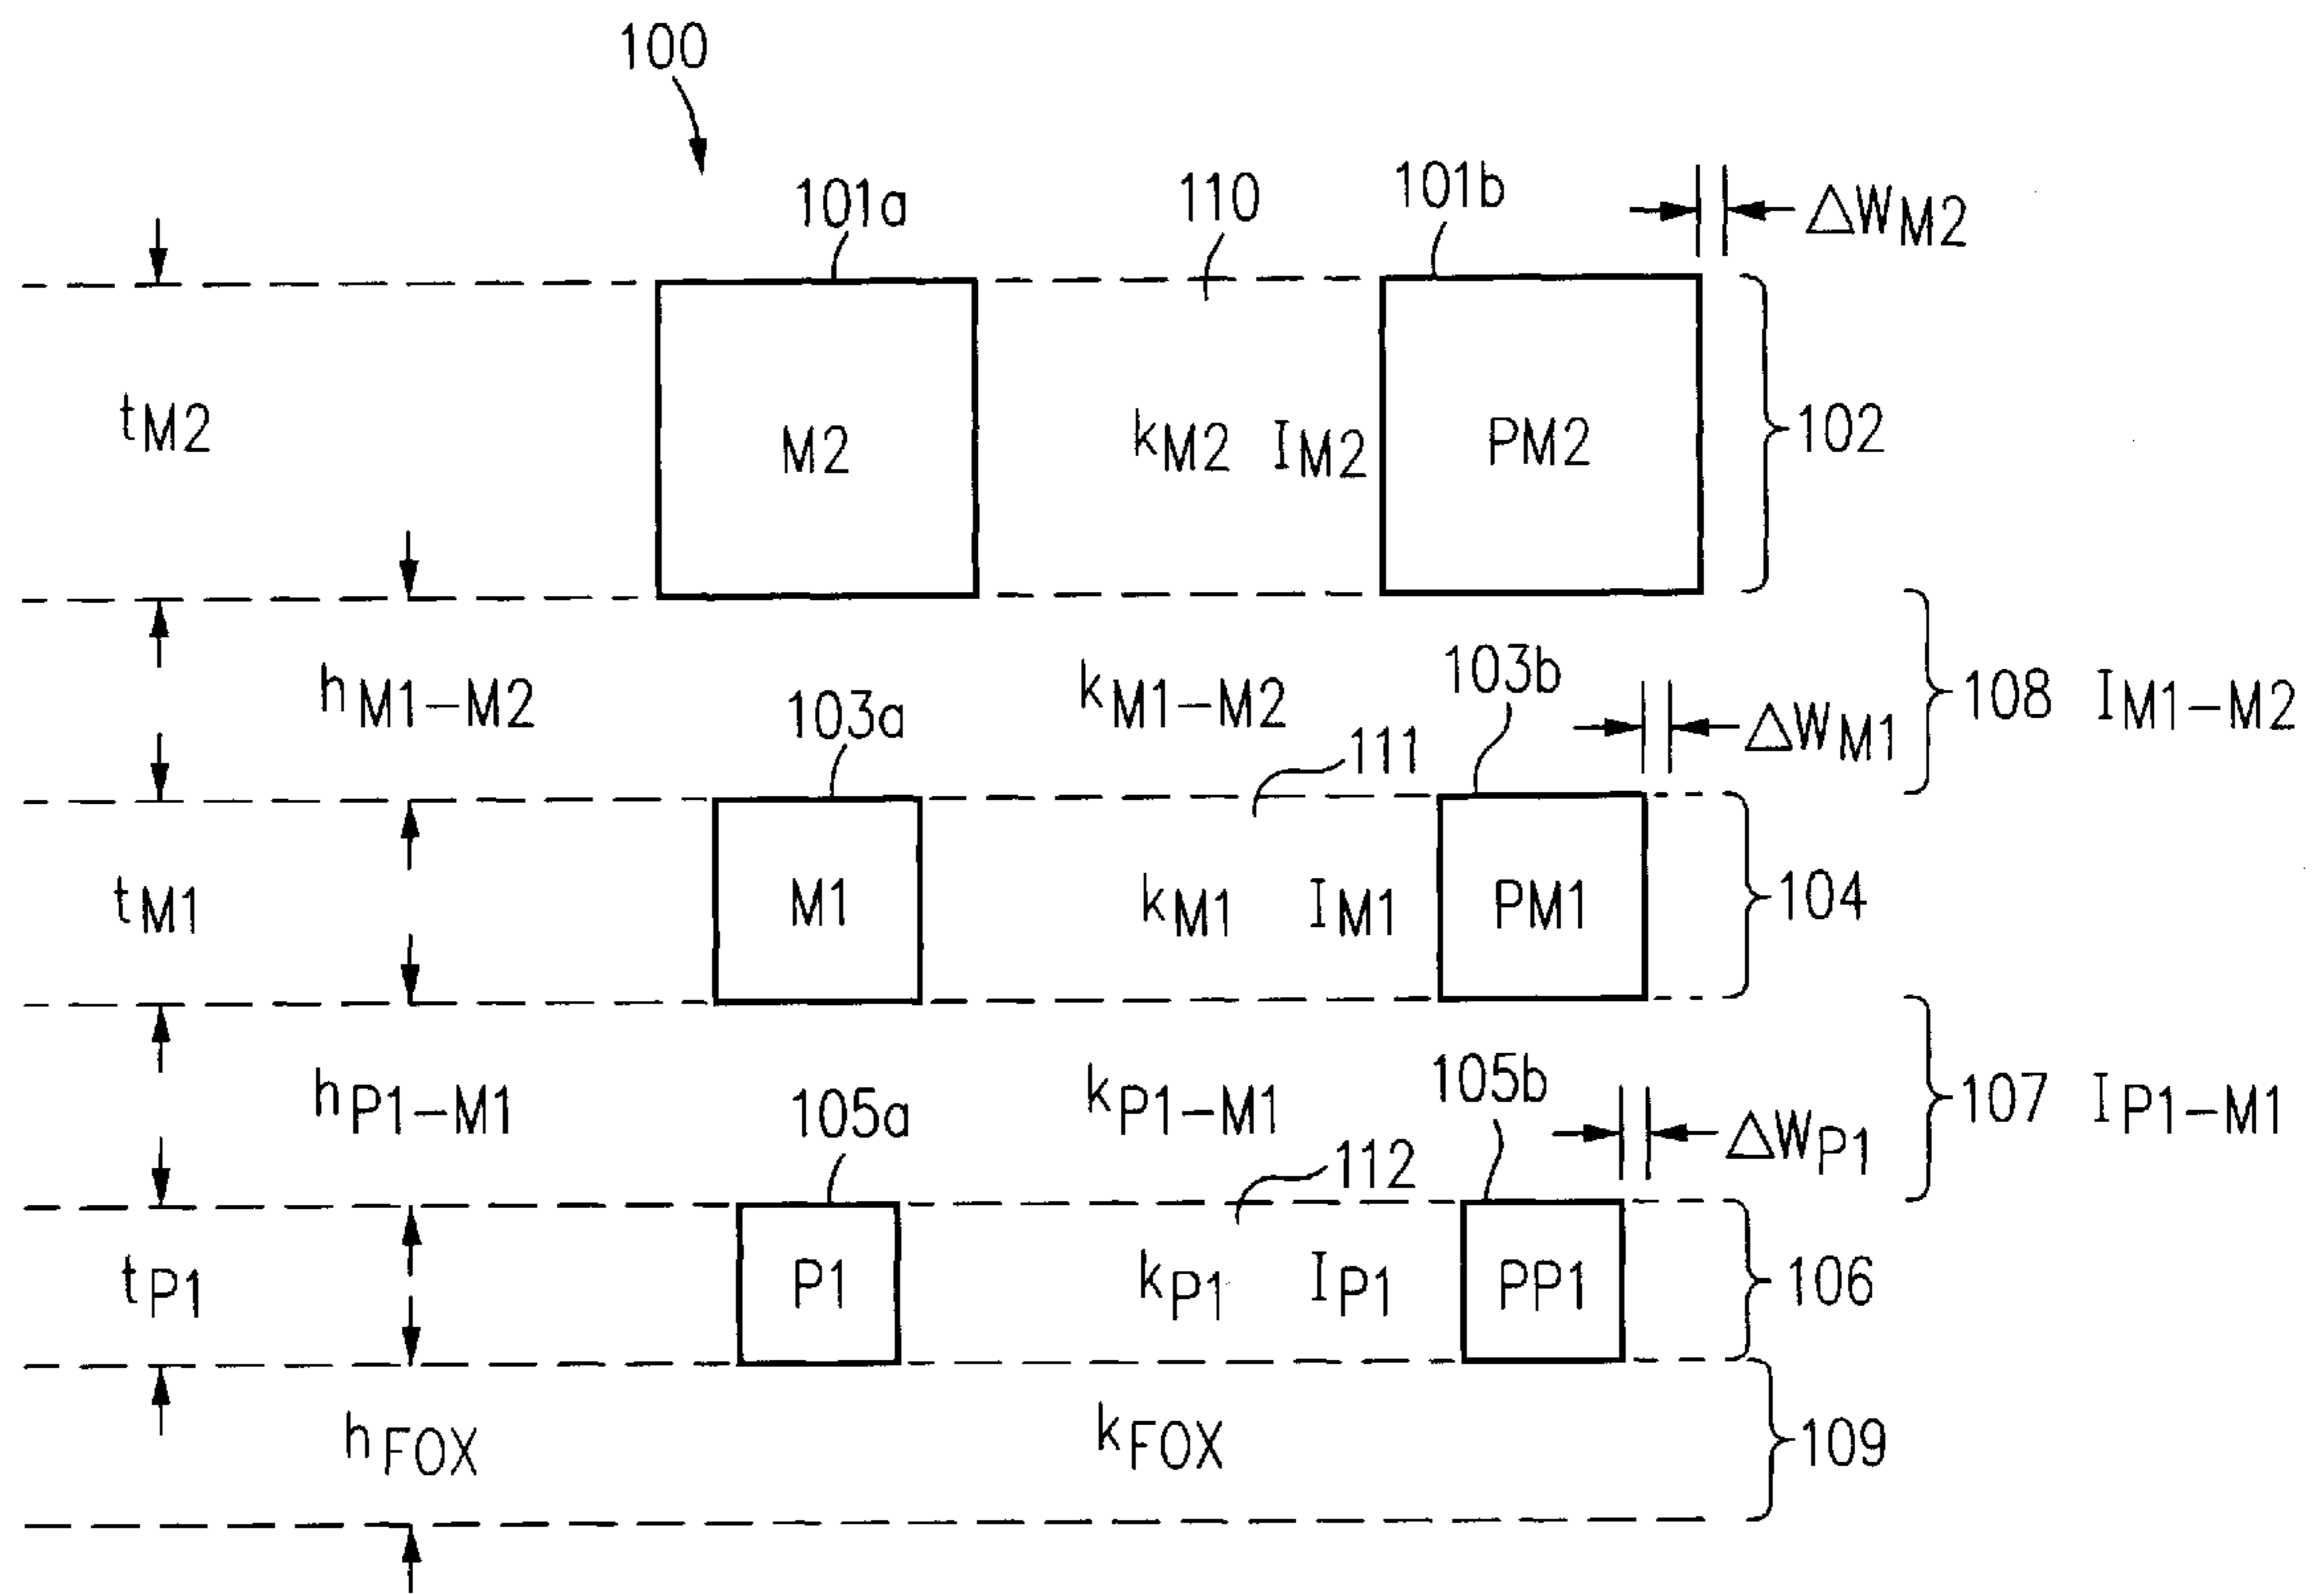 100
101a 110 101b ΔWM2
tM2 M2 kM2 IM2 PM2 102
hM1-M2 103a kM1-M2 103b 108 IM1-M2
111 ΔWM1
tM1 M1 kM1 IM1 PM1 104
hP1-M1 105a kP1-M1 105b 107 IP1-M1
112 ΔWP1
tP1 P1 kP1 IP1 PP1 106
hFOX kFOX 109